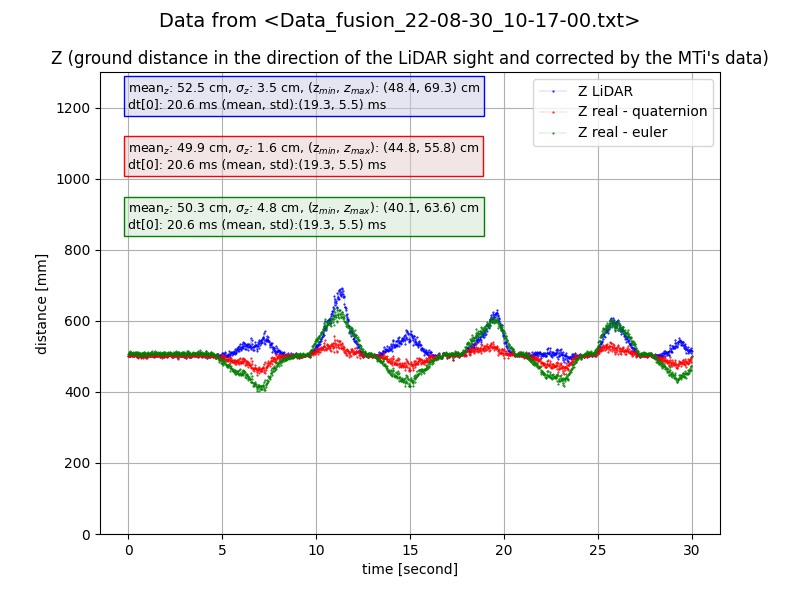 Data from <Data_fusion_22-08-30_10-17-00.txt>
Z (ground distance in the direction of the LiDAR sight and corrected by the MTi's data)
mean_z: 52.5 cm, σ_z: 3.5 cm, (z_min, z_max): (48.4, 69.3) cm
dt[0]: 20.6 ms (mean, std):(19.3, 5.5) ms
mean_z: 49.9 cm, σ_z: 1.6 cm, (z_min, z_max): (44.8, 55.8) cm
dt[0]: 20.6 ms (mean, std):(19.3, 5.5) ms
mean_z: 50.3 cm, σ_z: 4.8 cm, (z_min, z_max): (40.1, 63.6) cm
dt[0]: 20.6 ms (mean, std):(19.3, 5.5) ms
Z LiDAR
Z real - quaternion
Z real - euler
distance [mm]
1200
1000
800
600
400
200
0
0 5 10 15 20 25 30
time [second]